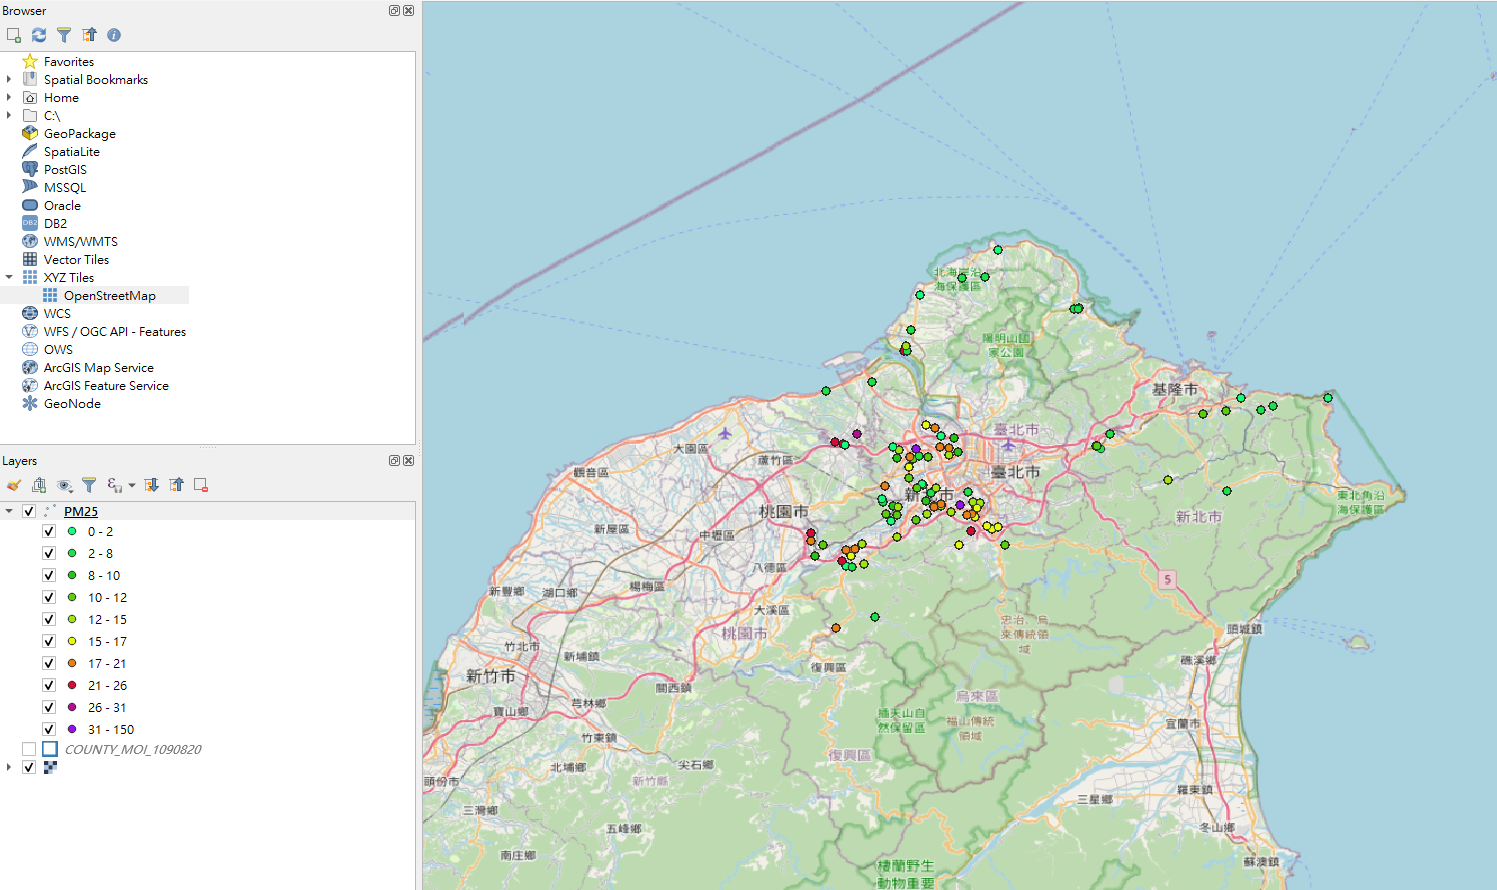 Browser
Favorites
Spatial Bookmarks
Home
C:\
GeoPackage
SpatiaLite
PostGIS
MSSQL
Oracle
DB2
DB2
WMS/WMTS
Vector Tiles
XYZ Tiles
OpenStreetMap
WCS
WFS / OGC API - Features
OWS
ArcGIS Map Service
ArcGIS Feature Service
GeoNode
Layers
PM25
0 - 2
2 - 8
8 - 10
10 - 12
12 - 15
15 - 17
17 - 21
21 - 26
26 - 31
31 - 150
COUNTY_MOI_1090820
北海岸沿
海保護區
陽明山國
家公園
基隆市
臺北市
大園區
蘆竹區
臺北市
觀音區
新北市
東北角沿
海保護區
桃園市
新北市
新屋區
中壢區
八德區
5
楊梅區
新豐鄉
湖口鄉
大溪區
忠治、烏
來傳統領
域
頭城鎮
桃園市
竹北市
新埔鎮
復興區
礁溪鄉
新竹市
關西鎮
烏來區
芎林鄉
寶山鄉
插天山自
然保留區
福山傳統
領域
宜蘭市
竹東鎮
復興區
北埔鄉
尖石鄉
頭份市
新竹縣
羅東鎮
三星鄉
三灣鄉
五峰鄉
冬山鄉
南庄鄉
蘇澳鎮
棲蘭野生
動物重要